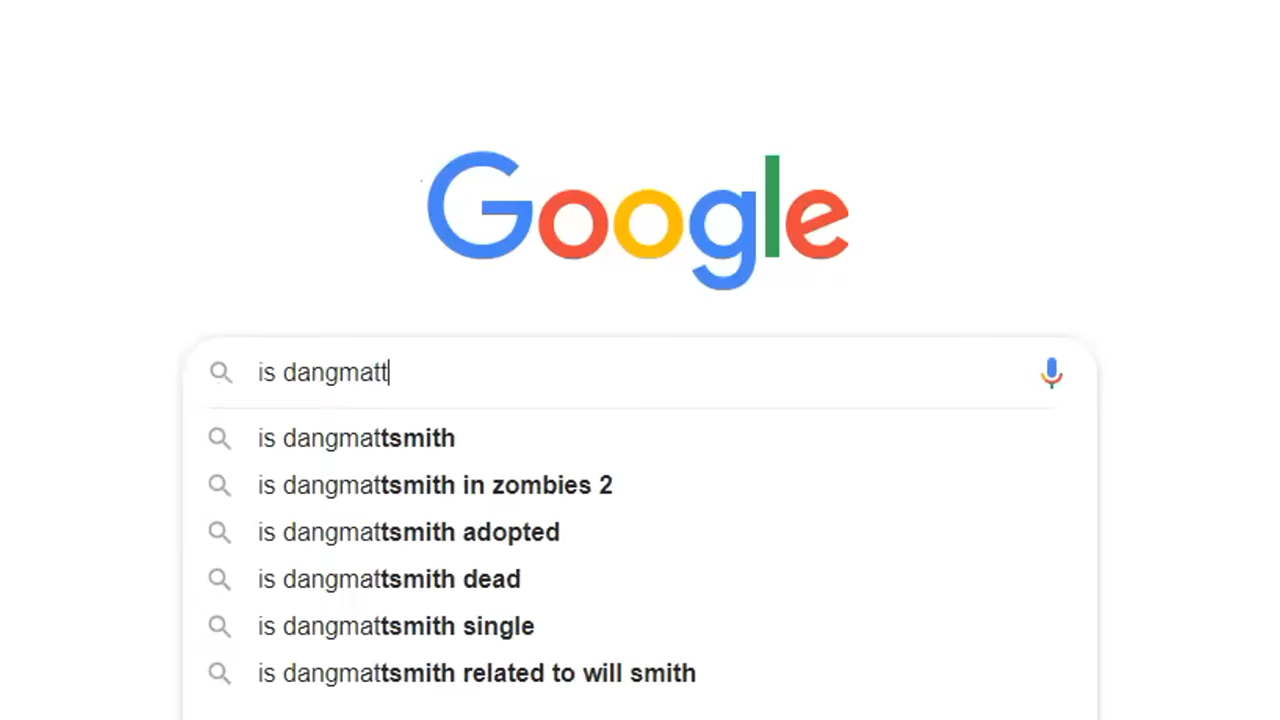 Google
is dangmatt
is dangmattsmith
is dangmattsmith in zombies 2
is dangmattsmith adopted
is dangmattsmith dead
is dangmattsmith single
is dangmattsmith related to will smith